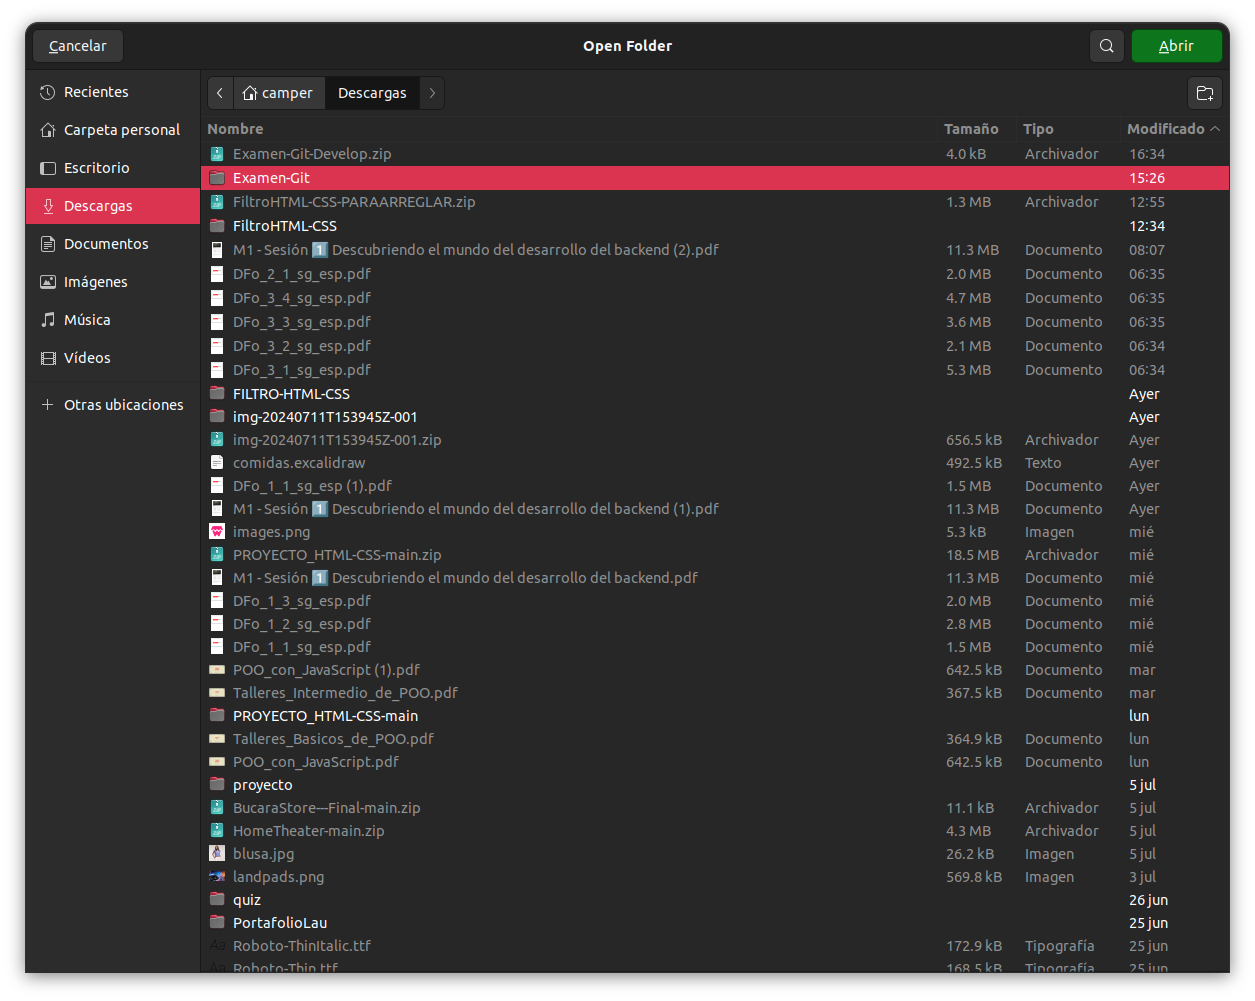 Cancelar
Open Folder
Abrir
Recientes
Carpeta personal
Escritorio
Descargas
Documentos
Imágenes
Música
Vídeos
Otras ubicaciones
camper Descargas
Nombre Tamaño Tipo Modificado
Examen-Git-Develop.zip 4.0 kB Archivador 16:34
Examen-Git 15:26
FiltroHTML-CSS-PARAARREGLAR.zip 1.3 MB Archivador 12:55
FiltroHTML-CSS 12:34
M1 - Sesión 1️⃣ Descubriendo el mundo del desarrollo del backend (2).pdf 11.3 MB Documento 08:07
DFo_2_1_sg_esp.pdf 2.0 MB Documento 06:35
DFo_3_4_sg_esp.pdf 4.7 MB Documento 06:35
DFo_3_3_sg_esp.pdf 3.6 MB Documento 06:35
DFo_3_2_sg_esp.pdf 2.1 MB Documento 06:34
DFo_3_1_sg_esp.pdf 5.3 MB Documento 06:34
FILTRO-HTML-CSS Ayer
img-20240711T153945Z-001 Ayer
img-20240711T153945Z-001.zip 656.5 kB Archivador Ayer
comidas.excalidraw 492.5 kB Texto Ayer
DFo_1_1_sg_esp (1).pdf 1.5 MB Documento Ayer
M1 - Sesión 1️⃣ Descubriendo el mundo del desarrollo del backend (1).pdf 11.3 MB Documento Ayer
images.png 5.3 kB Imagen mié
PROYECTO_HTML-CSS-main.zip 18.5 MB Archivador mié
M1 - Sesión 1️⃣ Descubriendo el mundo del desarrollo del backend.pdf 11.3 MB Documento mié
DFo_1_3_sg_esp.pdf 2.0 MB Documento mié
DFo_1_2_sg_esp.pdf 2.8 MB Documento mié
DFo_1_1_sg_esp.pdf 1.5 MB Documento mié
POO_con_JavaScript (1).pdf 642.5 kB Documento mar
Talleres_Intermedio_de_POO.pdf 367.5 kB Documento mar
PROYECTO_HTML-CSS-main lun
Talleres_Basicos_de_POO.pdf 364.9 kB Documento lun
POO_con_JavaScript.pdf 642.5 kB Documento lun
proyecto 5 jul
BucaraStore---Final-main.zip 11.1 kB Archivador 5 jul
HomeTheater-main.zip 4.3 MB Archivador 5 jul
blusa.jpg 26.2 kB Imagen 5 jul
landpads.png 569.8 kB Imagen 3 jul
quiz 26 jun
PortafolioLau 25 jun
Aa Roboto-ThinItalic.ttf 172.9 kB Tipografía 25 jun
Aa Roboto-Thin.ttf 168.5 kB Tipografía 25 jun